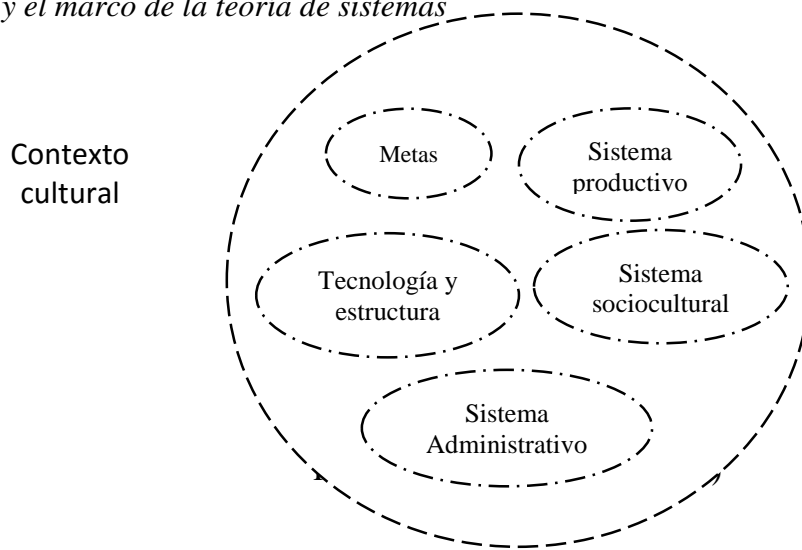 y el marco de la teoría de sistemas
Contexto
cultural
Metas
Sistema
productivo
Tecnología y
estructura
Sistema
sociocultural
Sistema
Administrativo